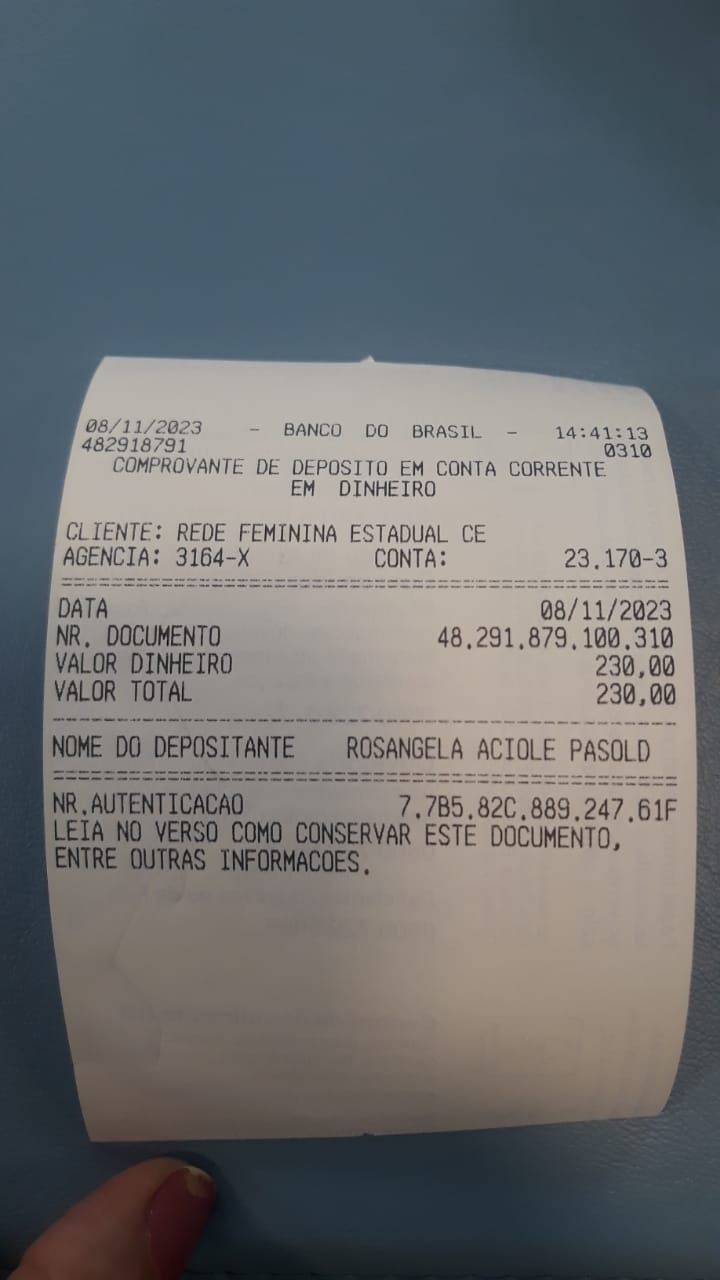 08/11/2023 - BANCO DO BRASIL - 14:41:13
482918791 0310
COMPROVANTE DE DEPOSITO EM CONTA CORRENTE
EM DINHEIRO
CLIENTE: REDE FEMININA ESTADUAL CE
AGENCIA: 3164-X CONTA: 23.170-3
DATA 08/11/2023
NR. DOCUMENTO 48.291.879.100.310
VALOR DINHEIRO 230,00
VALOR TOTAL 230,00
NOME DO DEPOSITANTE ROSANGELA ACIOLE PASOLD
NR.AUTENTICACAO 7.7B5.82C.889.247.61F
LEIA NO VERSO COMO CONSERVAR ESTE DOCUMENTO,
ENTRE OUTRAS INFORMACOES.